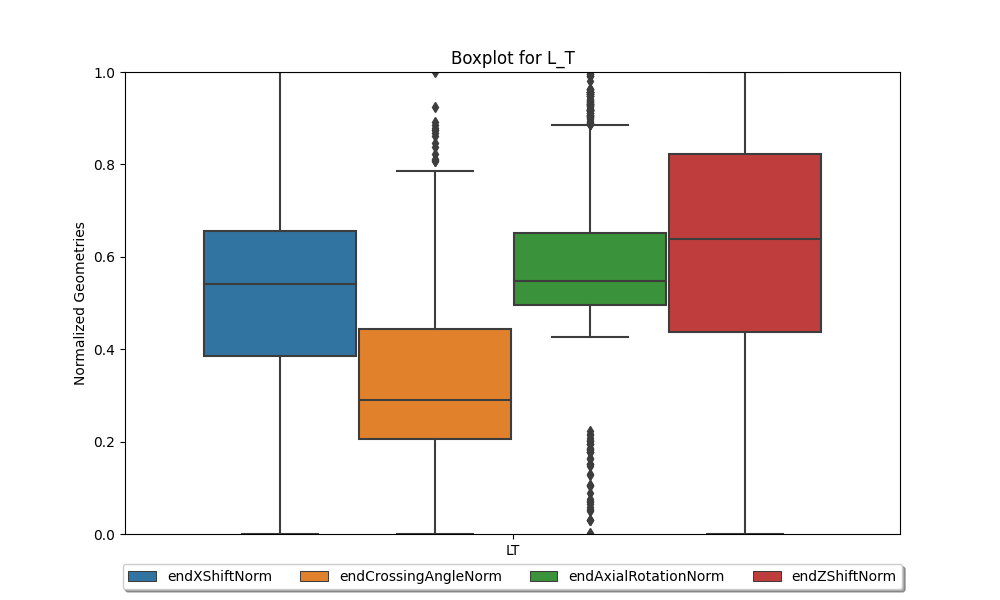 Boxplot for L_T
1.0
0.8
0.6
0.4
0.2
0.0
Normalized Geometries
LT
endXShiftNorm endCrossingAngleNorm endAxialRotationNorm endZShiftNorm